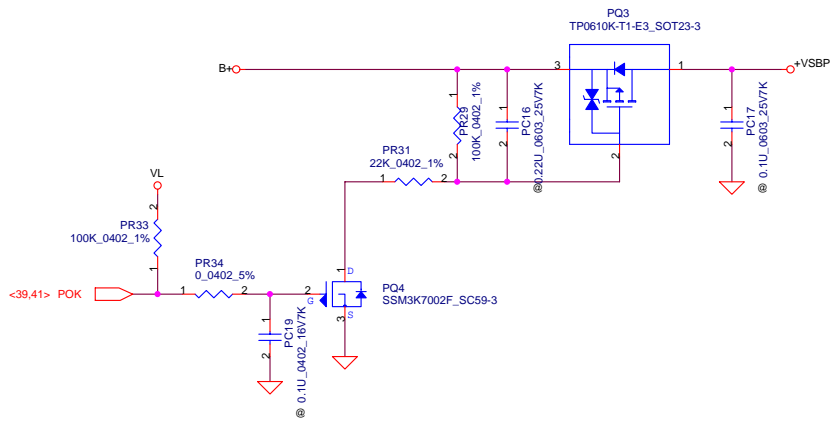 PQ3
TP0610K-T1-E3_SOT23-3
B+
3
1
+VSBP
1
PR29
100K_0402_1%
2
1
PC16
2
@0.22U_0603_25V7K
2
1
PC17
2
@ 0.1U_0603_25V7K
PR31
22K_0402_1%
1
2
VL
2
PR33
100K_0402_1%
1
PR34
0_0402_5%
<39,41> POK
1
2
2
G
1
D
3
S
PQ4
SSM3K7002F_SC59-3
1
PC19
2
@ 0.1U_0402_16V7K